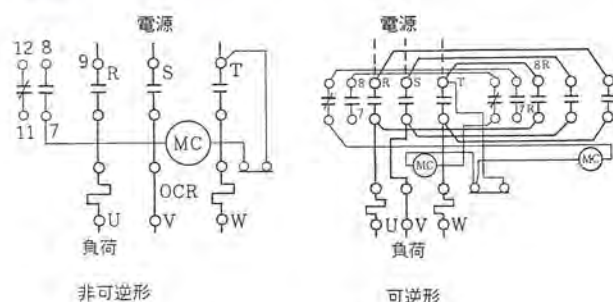 電源
12 8 9 R S T
11 7 MC
OCR
U V W
負荷
非可逆形
電源
8 R S T 8R
7 7R
MC MC
U V W
負荷
可逆形